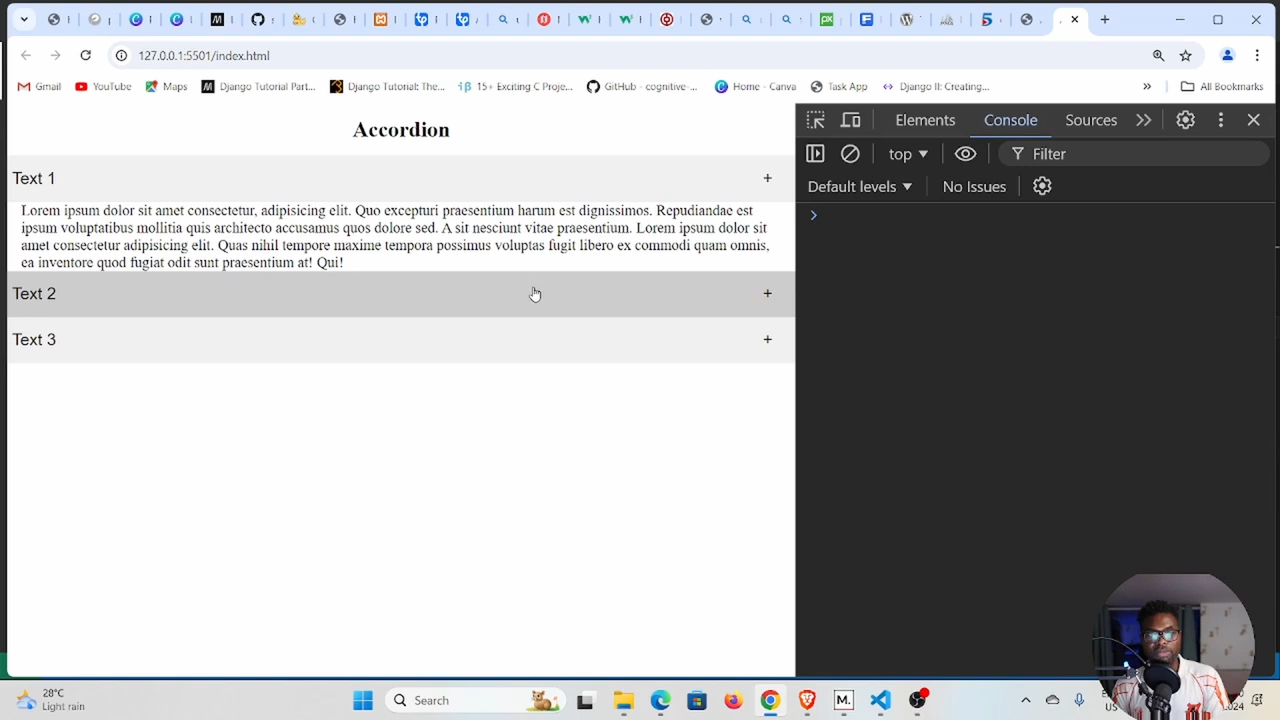 127.0.0.1:5501/index.html
Gmail
YouTube
Maps
Django Tutorial Part...
Django Tutorial: The...
15+ Exciting C Proje...
GitHub - cognitive-...
Home - Canva
Task App
Django II: Creating...
»
All Bookmarks
Accordion
Text 1 +
Lorem ipsum dolor sit amet consectetur, adipisicing elit. Quo excepturi praesentium harum est dignissimos. Repudiandae est
ipsum voluptatibus mollitia quis architecto accusamus quos dolore sed. A sit nesciunt vitae praesentium. Lorem ipsum dolor sit
amet consectetur adipisicing elit. Quas nihil tempore maxime tempora possimus voluptas fugit libero ex commodi quam omnis,
ea inventore quod fugiat odit sunt praesentium at! Qui!
Text 2 +
Text 3 +
Elements
Console
Sources
top
Filter
Default levels
No Issues
28°C
Light rain
Search
M.